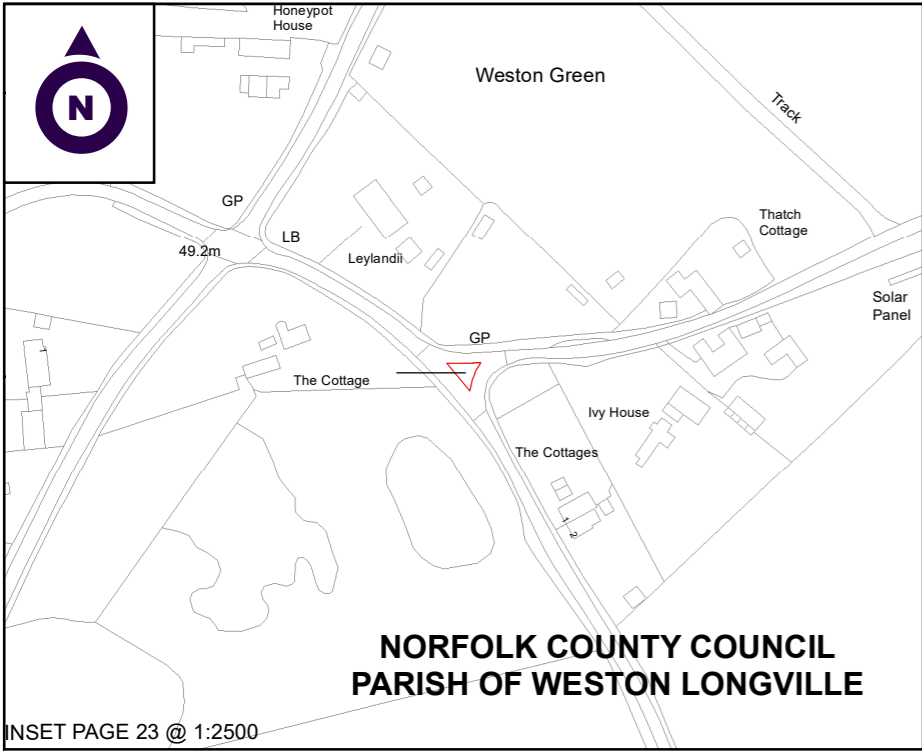 Honeypot
House
N
Weston Green
Track
GP
LB
49.2m
Leylandii
Thatch
Cottage
Solar
Panel
GP
1
The Cottage
Ivy House
The Cottages
1
2
NORFOLK COUNTY COUNCIL
PARISH OF WESTON LONGVILLE
INSET PAGE 23 @ 1:2500